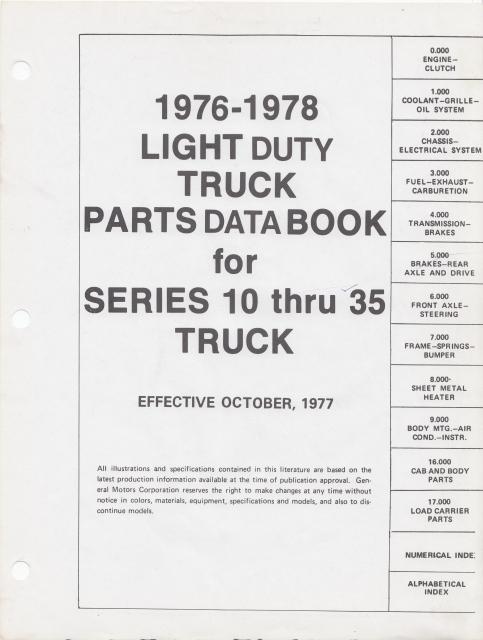 1976-1978
LIGHT DUTY
TRUCK
PARTS DATA BOOK
for
SERIES 10 thru 35
TRUCK
EFFECTIVE OCTOBER, 1977
All illustrations and specifications contained in this literature are based on the
latest production information available at the time of publication approval. Gen-
eral Motors Corporation reserves the right to make changes at any time without
notice in colors, materials, equipment, specifications and models, and also to dis-
continue models.
0.000
ENGINE–
CLUTCH
1.000
COOLANT–GRILLE–
OIL SYSTEM
2.000
CHASSIS–
ELECTRICAL SYSTEM
3.000
FUEL–EXHAUST–
CARBURETION
4.000
TRANSMISSION–
BRAKES
5.000
BRAKES–REAR
AXLE AND DRIVE
6.000
FRONT AXLE–
STEERING
7.000
FRAME–SPRINGS–
BUMPER
8.000-
SHEET METAL
HEATER
9.000
BODY MTG.–AIR
COND.–INSTR.
16.000
CAB AND BODY
PARTS
17.000
LOAD CARRIER
PARTS
NUMERICAL INDE
ALPHABETICAL
INDEX